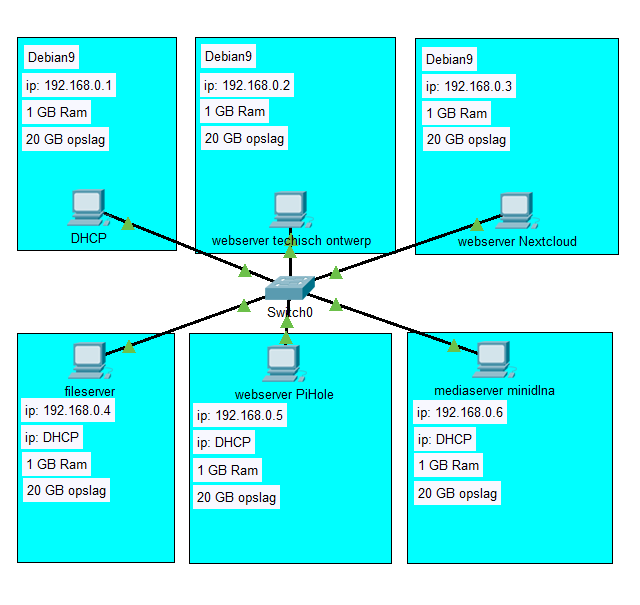 Debian9
ip: 192.168.0.1
1 GB Ram
20 GB opslag
DHCP
Debian9
ip: 192.168.0.2
1 GB Ram
20 GB opslag
webserver techisch ontwerp
Debian9
ip: 192.168.0.3
1 GB Ram
20 GB opslag
webserver Nextcloud
Switch0
fileserver
ip: 192.168.0.4
ip: DHCP
1 GB Ram
20 GB opslag
webserver PiHole
ip: 192.168.0.5
ip: DHCP
1 GB Ram
20 GB opslag
mediaserver minidlna
ip: 192.168.0.6
ip: DHCP
1 GB Ram
20 GB opslag